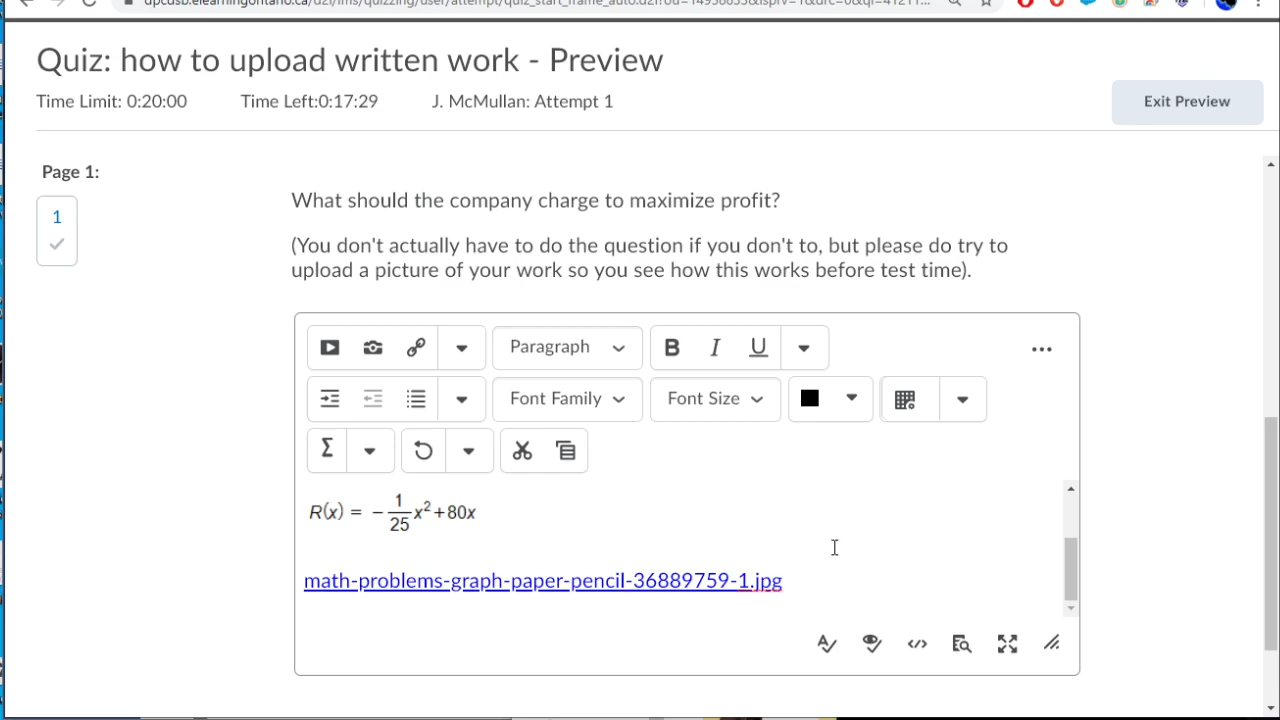 Quiz: how to upload written work - Preview
Time Limit: 0:20:00 Time Left:0:17:29 J. McMullan: Attempt 1
Exit Preview
Page 1:
1
What should the company charge to maximize profit?
(You don't actually have to do the question if you don't to, but please do try to
upload a picture of your work so you see how this works before test time).
Paragraph B I U
Font Family Font Size
Σ
R(x) = -1/25x²+80x
math-problems-graph-paper-pencil-36889759-1.jpg